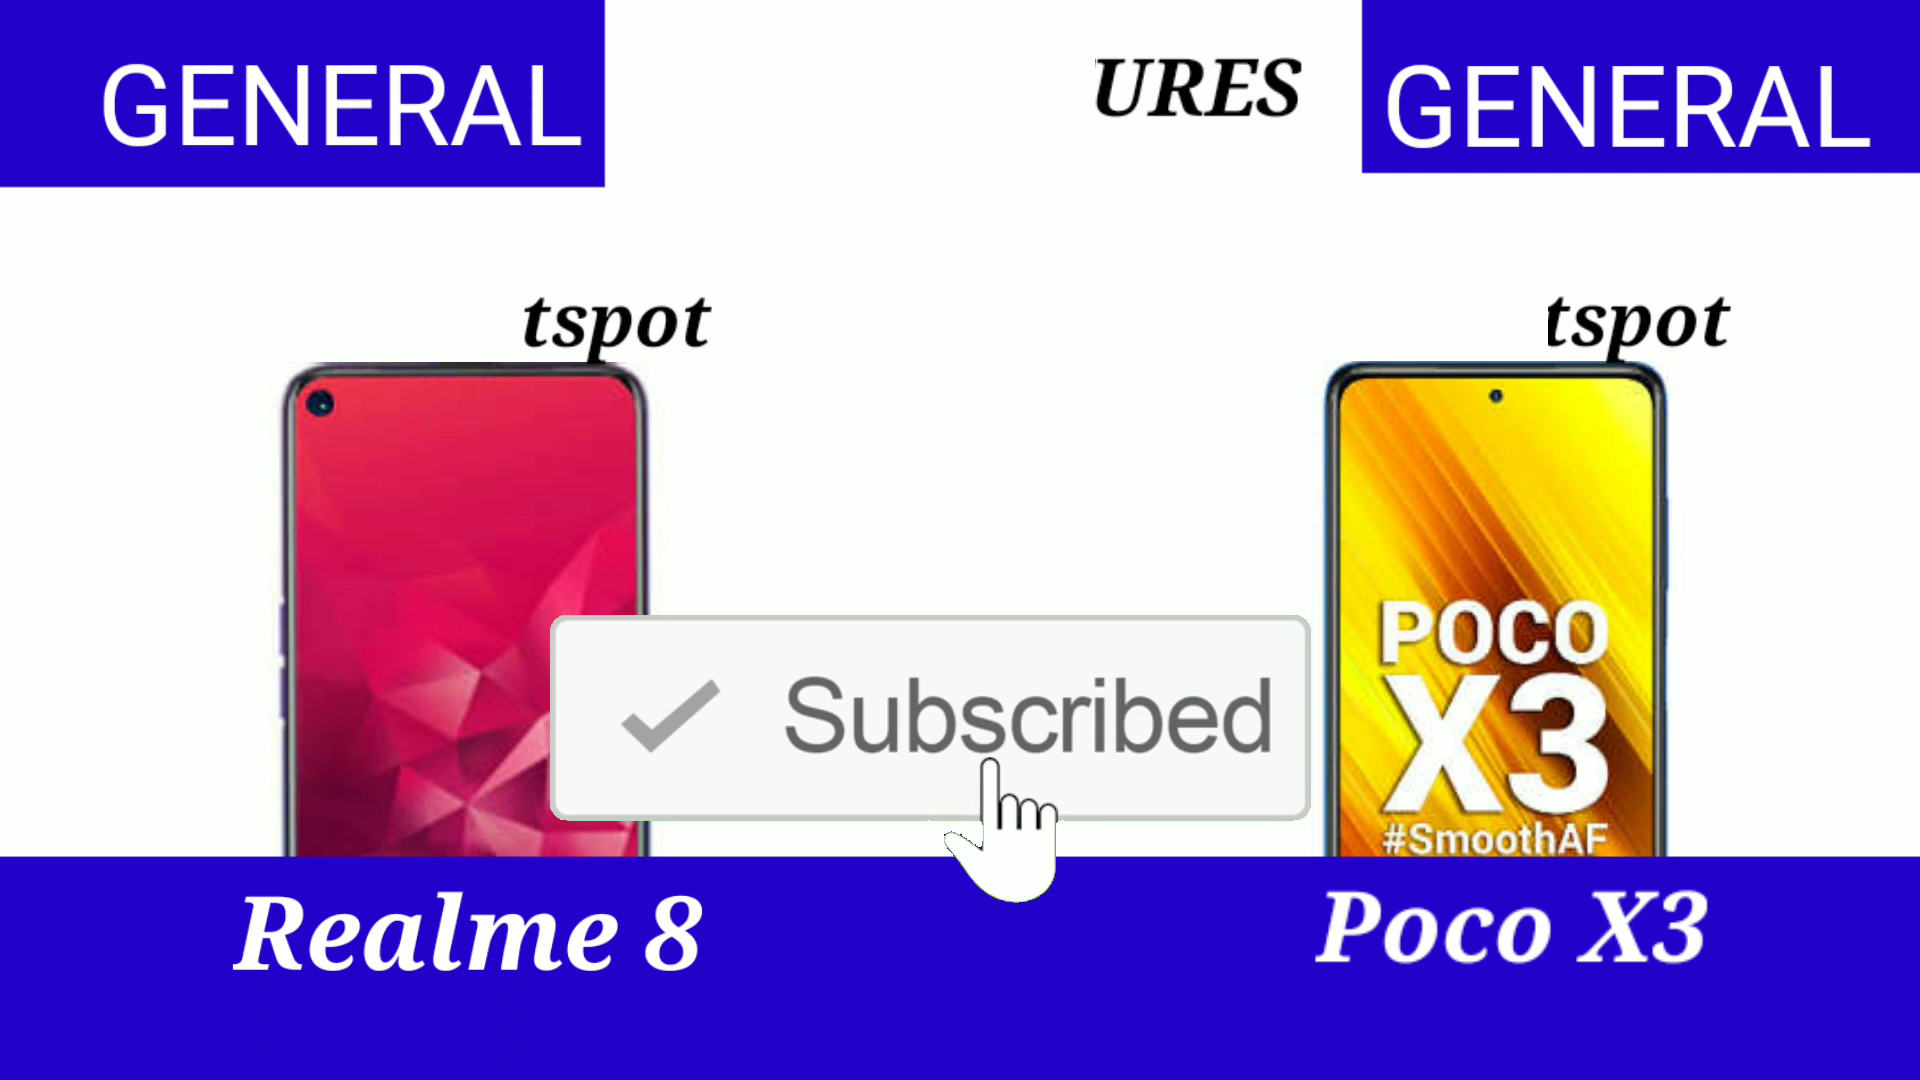 GENERAL
URES
GENERAL
tspot
tspot
POCO
X3
#SmoothAF
Subscribed
Realme 8
Poco X3